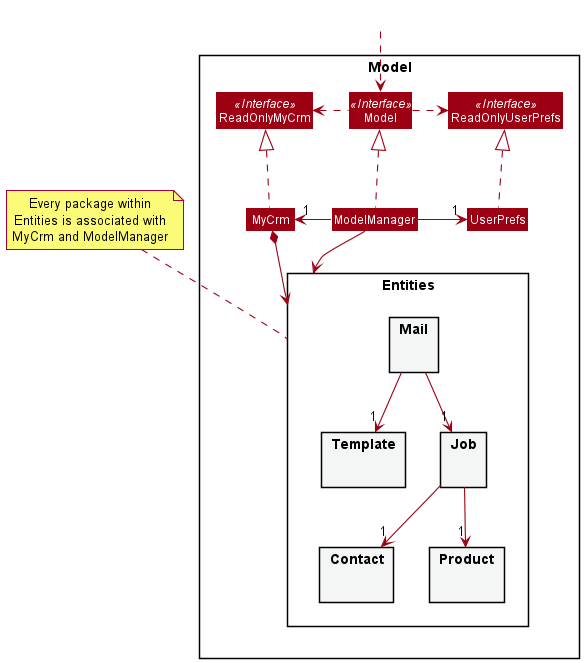 Model
«Interface»
ReadOnlyMyCrm
«Interface»
Model
«Interface»
ReadOnlyUserPrefs
Every package within
Entities is associated with
MyCrm and ModelManager
MyCrm
1
ModelManager
1
UserPrefs
Entities
Mail
1
1
Template
Job
1
1
Contact
Product